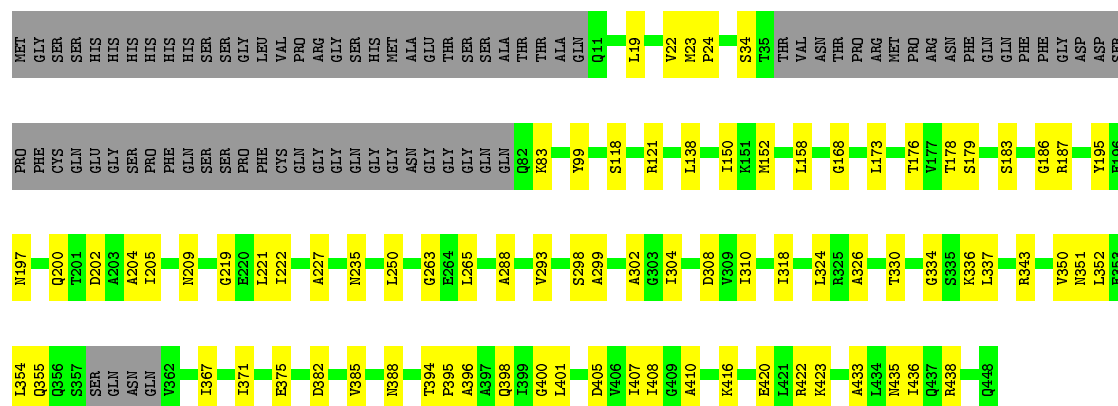 MET GLY SER SER HIS HIS HIS HIS HIS HIS SER SER GLY LEU VAL PRO ARG GLY SER HIS MET ALA GLU THR SER SER ALA THR THR ALA GLN Q11 L19 V22 M23 P24 S34 T35 THR VAL ASN THR PRO ARG MET PRO ARG ASN PHE GLN GLN PHE PHE GLY ASP ASP SER
PRO PHE CYS GLN GLU GLY SER PRO PHE GLN SER SER PRO PHE CYS GLN GLY GLY GLN GLY GLY ASN GLY GLY GLY GLN GLN Q82 K83 Y99 S118 R121 L138 I150 K151 M152 L158 G168 L173 T176 V177 T178 S179 S183 G186 R187 Y195 E196
N197 Q200 T201 D202 A203 A204 I205 N209 G219 E220 L221 I222 A227 N235 L250 G263 E264 L265 A288 V293 S298 A299 A302 G303 I304 D308 V309 I310 I318 L324 R325 A326 T330 G334 S335 K336 L337 R343 V350 N351 L352 E353
L354 Q355 Q356 S357 SER GLN ASN GLN V362 I367 I371 E375 D382 V385 N388 T394 P395 A396 A397 Q398 I399 G400 L401 D405 V406 I407 I408 G409 A410 K416 E420 L421 R422 K423 A433 L434 N435 I436 Q437 R438 Q448